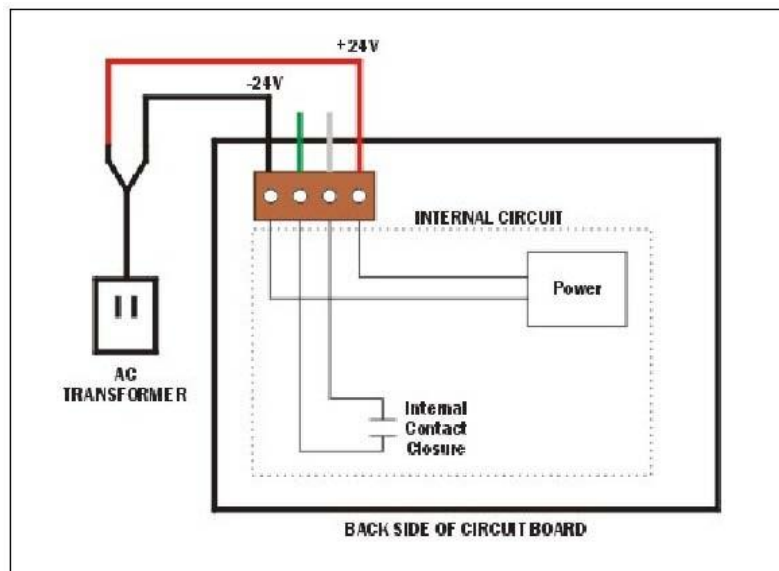 +24V
-24V
INTERNAL CIRCUIT
Power
AC
TRANSFORMER
Internal
Contact
Closure
BACK SIDE OF CIRCUIT BOARD